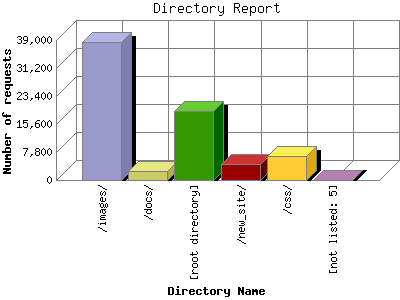 Directory Report
Number of requests
39,000
31,200
23,400
15,600
7,800
0
/images/
/docs/
[root directory]
/new_site/
/css/
[not listed: 5]
Directory Name